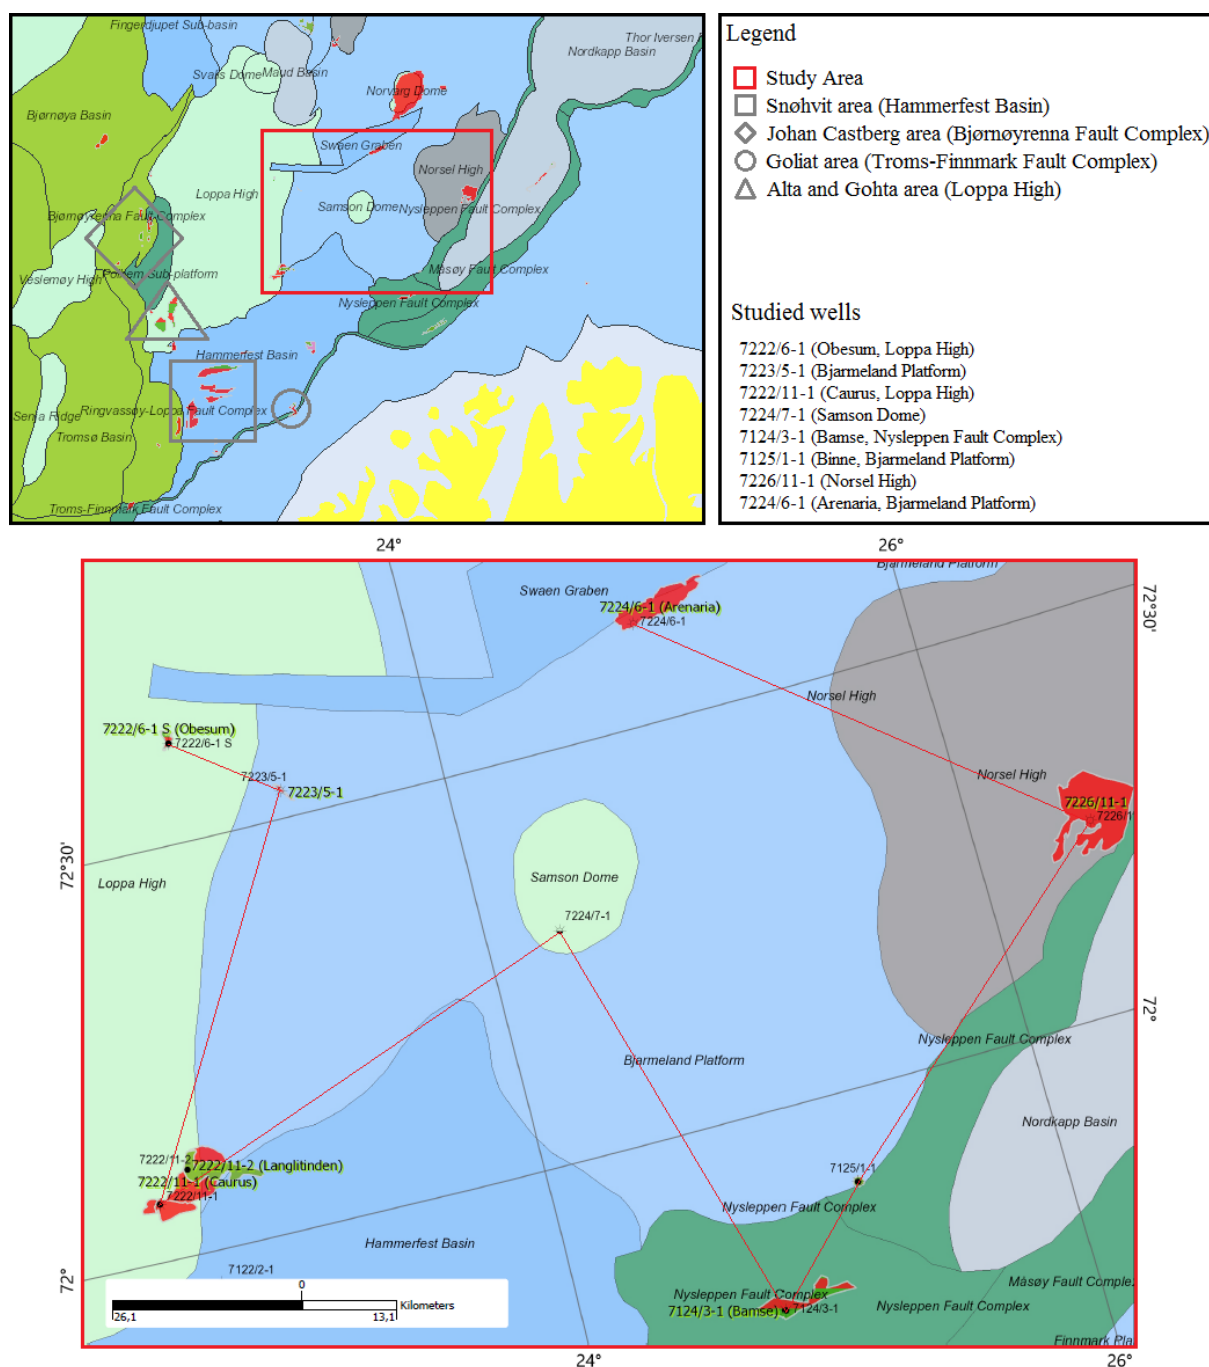 Fingerdjupet Sub-basin
Thor Iversen
Nordkapp Basin
Svalis Dome
Maud Basin
Norvarg Dome
Bjørnøya Basin
Swaen Graben
Norsel High
Loppa High
Samson Dome
Nysleppen Fault Complex
Bjørnøyrenna Fault-Complex
Veslemøy High
Polhem Sub-platform
Måsøy Fault Complex
Nysleppen Fault Complex
Hammerfest Basin
Senja Ridge
Ringvassøy-Loppa Fault Complex
Tromsø Basin
Troms-Finnmark Fault Complex
Legend
Study Area
Snøhvit area (Hammerfest Basin)
Johan Castberg area (Bjørnøyrenna Fault Complex)
Goliat area (Troms-Finnmark Fault Complex)
Alta and Gohta area (Loppa High)
Studied wells
7222/6-1 (Obesum, Loppa High)
7223/5-1 (Bjarmeland Platform)
7222/11-1 (Caurus, Loppa High)
7224/7-1 (Samson Dome)
7124/3-1 (Bamse, Nysleppen Fault Complex)
7125/1-1 (Binne, Bjarmeland Platform)
7226/11-1 (Norsel High)
7224/6-1 (Arenaria, Bjarmeland Platform)
24°
26°
Bjarmeland Platform
Swaen Graben
7224/6-1 (Arenaria)
7224/6-1
72°30'
Norsel High
7222/6-1 S (Obesum)
7222/6-1 S
7223/5-1
7223/5-1
Norsel High
7226/11-1
7226/1
72°30'
Loppa High
Samson Dome
7224/7-1
72°
Nysleppen Fault Complex
Bjarmeland Platform
Nordkapp Basin
7222/11-2
7222/11-2 (Langlitinden)
7222/11-1 (Caurus)
7222/11-1
7125/1-1
Nysleppen Fault Complex
Hammerfest Basin
7122/2-1
72°
Måsøy Fault Comple
Nysleppen Fault Complex
7124/3-1 (Bamse)
7124/3-1
Nysleppen Fault Complex
Finnmark Pla
0
Kilometers
26,1
13,1
24°
26°